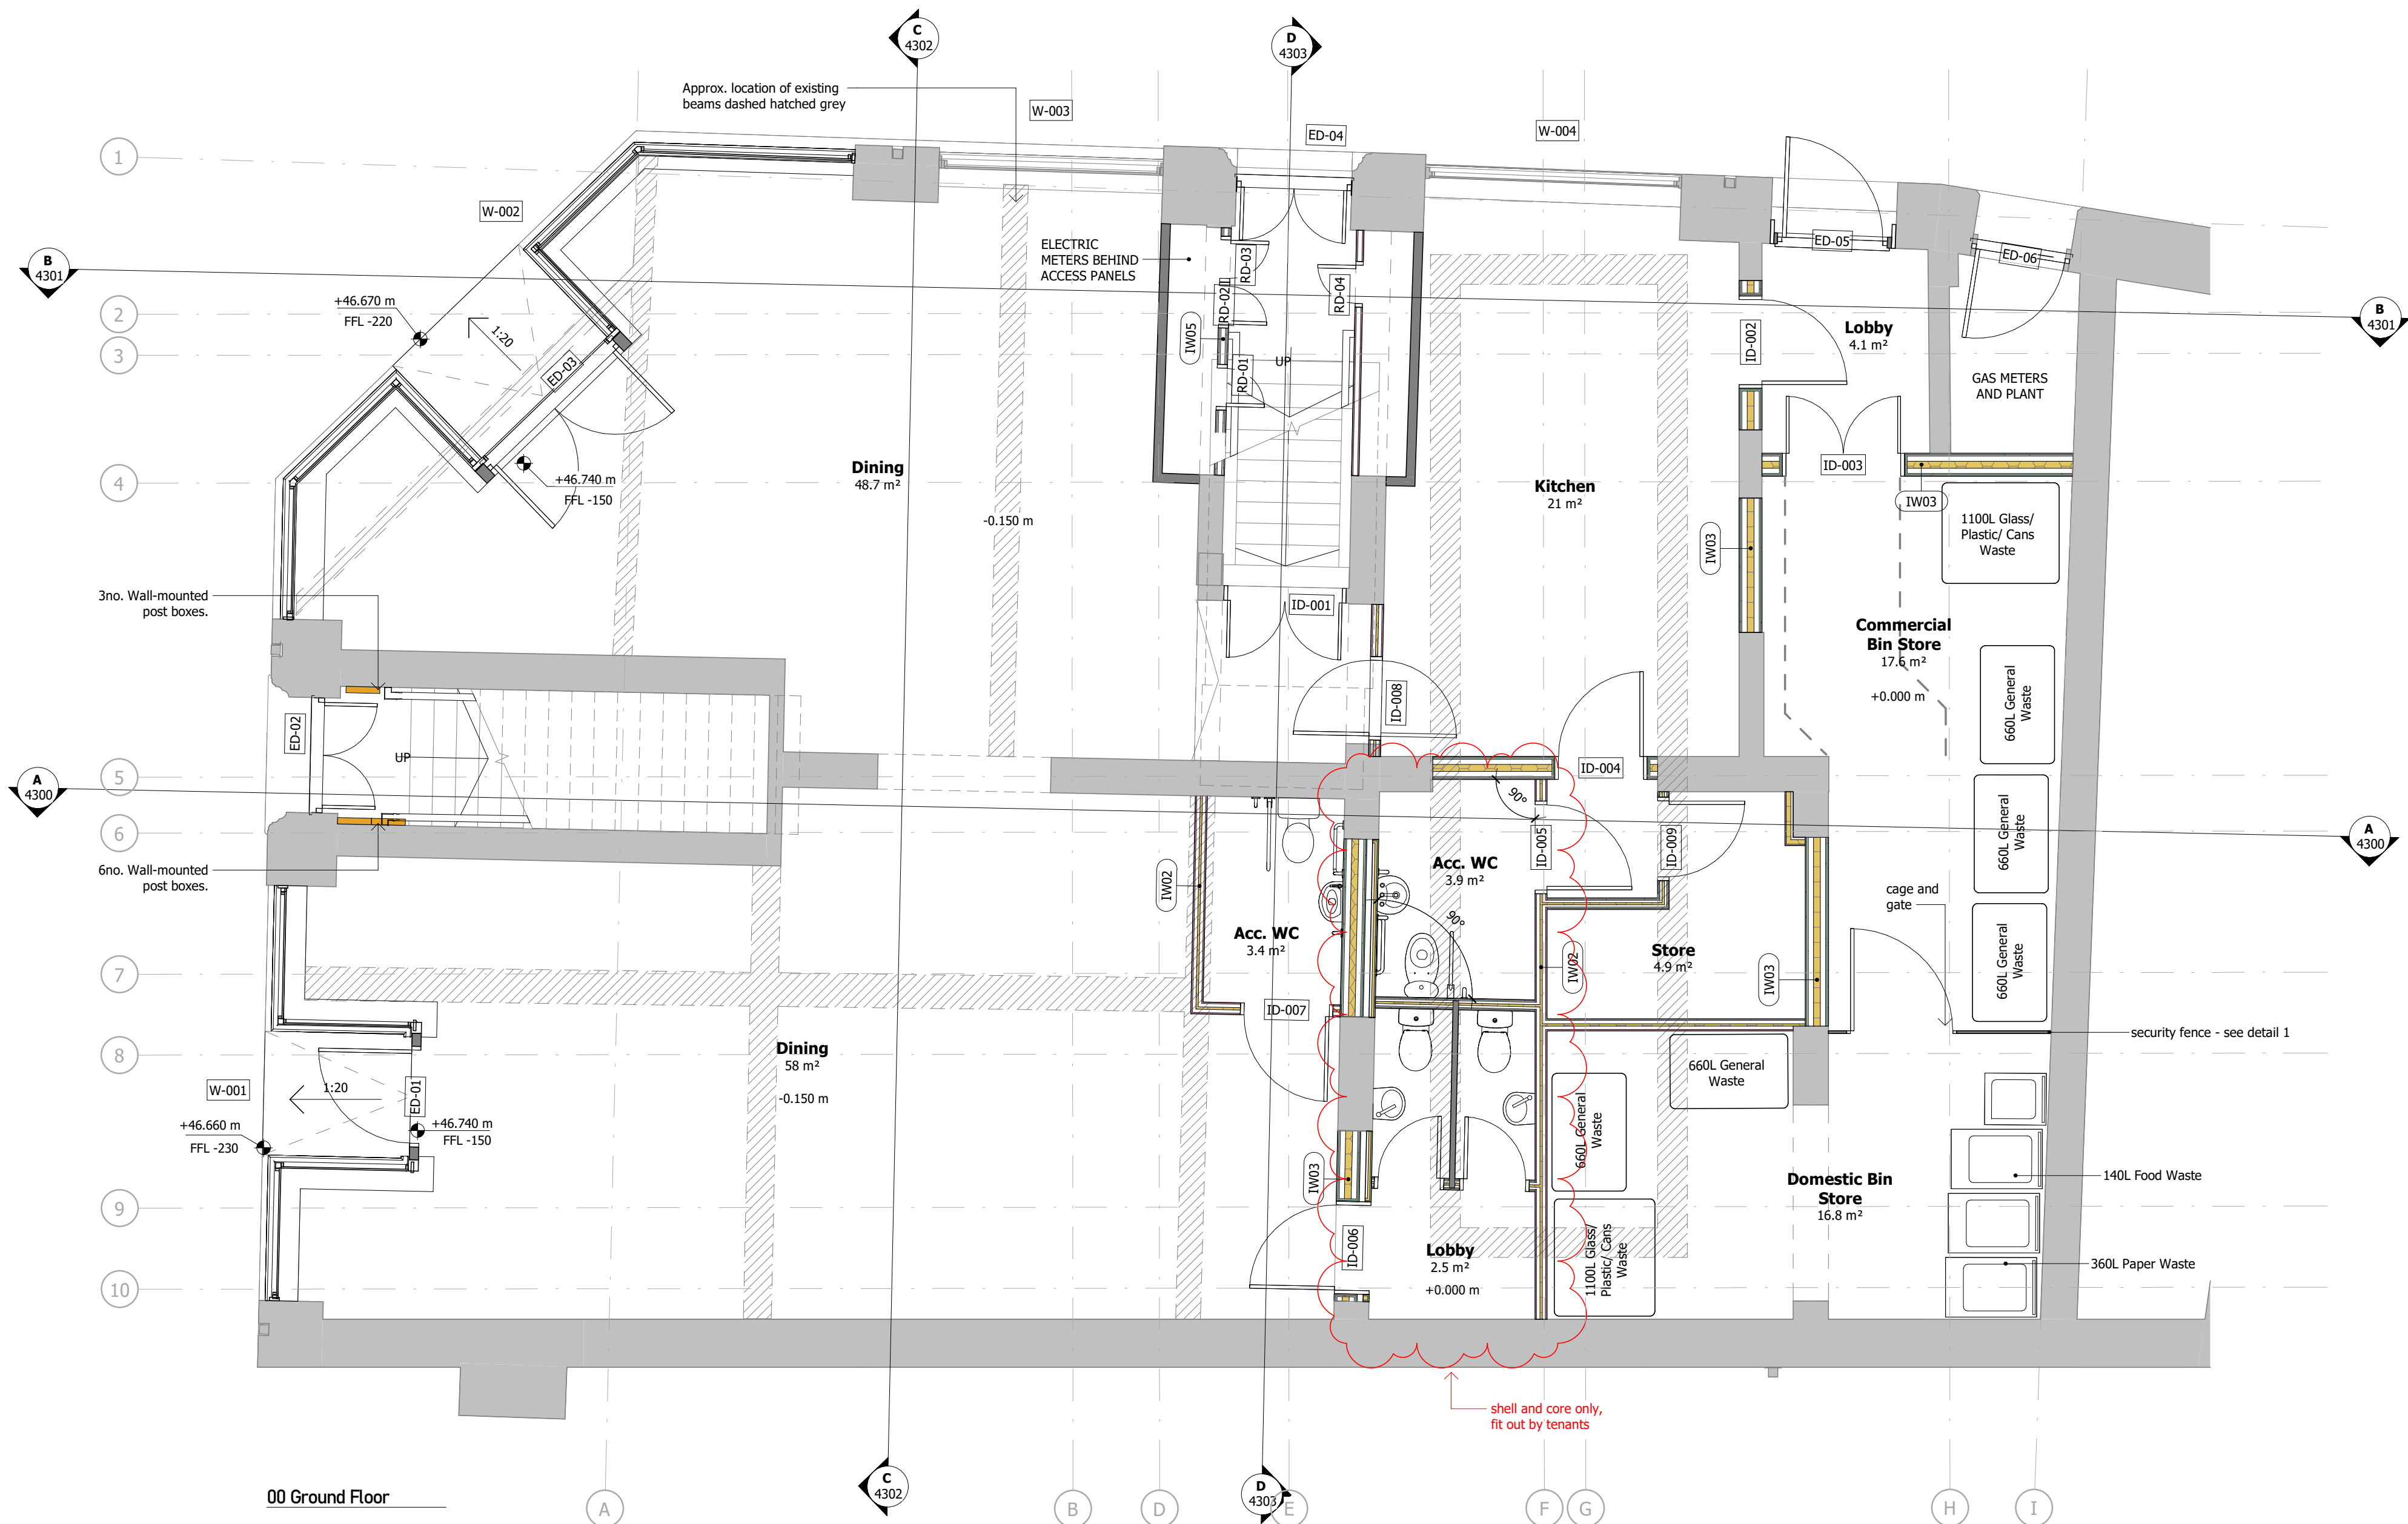 C
4302
D
4303
Approx. location of existing
beams dashed hatched grey
W-003
ED-04
W-004
1
W-002
ED-05
ED-06
B
4301
ELECTRIC
METERS BEHIND
ACCESS PANELS
RD-03
RD-02
RD-04
+46.670 m
FFL -220
1:20
2
3
ED-03
IW05
RD-01
UP
ID-002
Lobby
4.1 m²
B
4301
GAS METERS
AND PLANT
4
+46.740 m
FFL -150
Dining
48.7 m²
-0.150 m
Kitchen
21 m²
ID-003
IW03
IW03
1100L Glass/
Plastic/ Cans
Waste
3no. Wall-mounted
post boxes.
ID-001
Commercial
Bin Store
17.6 m²
+0.000 m
660L General
Waste
ED-02
UP
ID-008
5
A
4300
ID-004
90°
6
6no. Wall-mounted
post boxes.
IW02
Acc. WC
3.9 m²
ID-005
ID-009
660L General
Waste
A
4300
cage and
gate
90°
Acc. WC
3.4 m²
7
IW02
Store
4.9 m²
IW03
660L General
Waste
ID-007
security fence - see detail 1
8
Dining
58 m²
-0.150 m
W-001
1:20
ED-01
+46.660 m
FFL -230
+46.740 m
FFL -150
660L General
Waste
660L General
Waste
IW03
140L Food Waste
Domestic Bin
Store
16.8 m²
9
ID-006
Lobby
2.5 m²
+0.000 m
1100L Glass/
Plastic/ Cans
Waste
360L Paper Waste
10
shell and core only,
fit out by tenants
00 Ground Floor
C
4302
D
4303
A
B
D
E
F
G
H
I